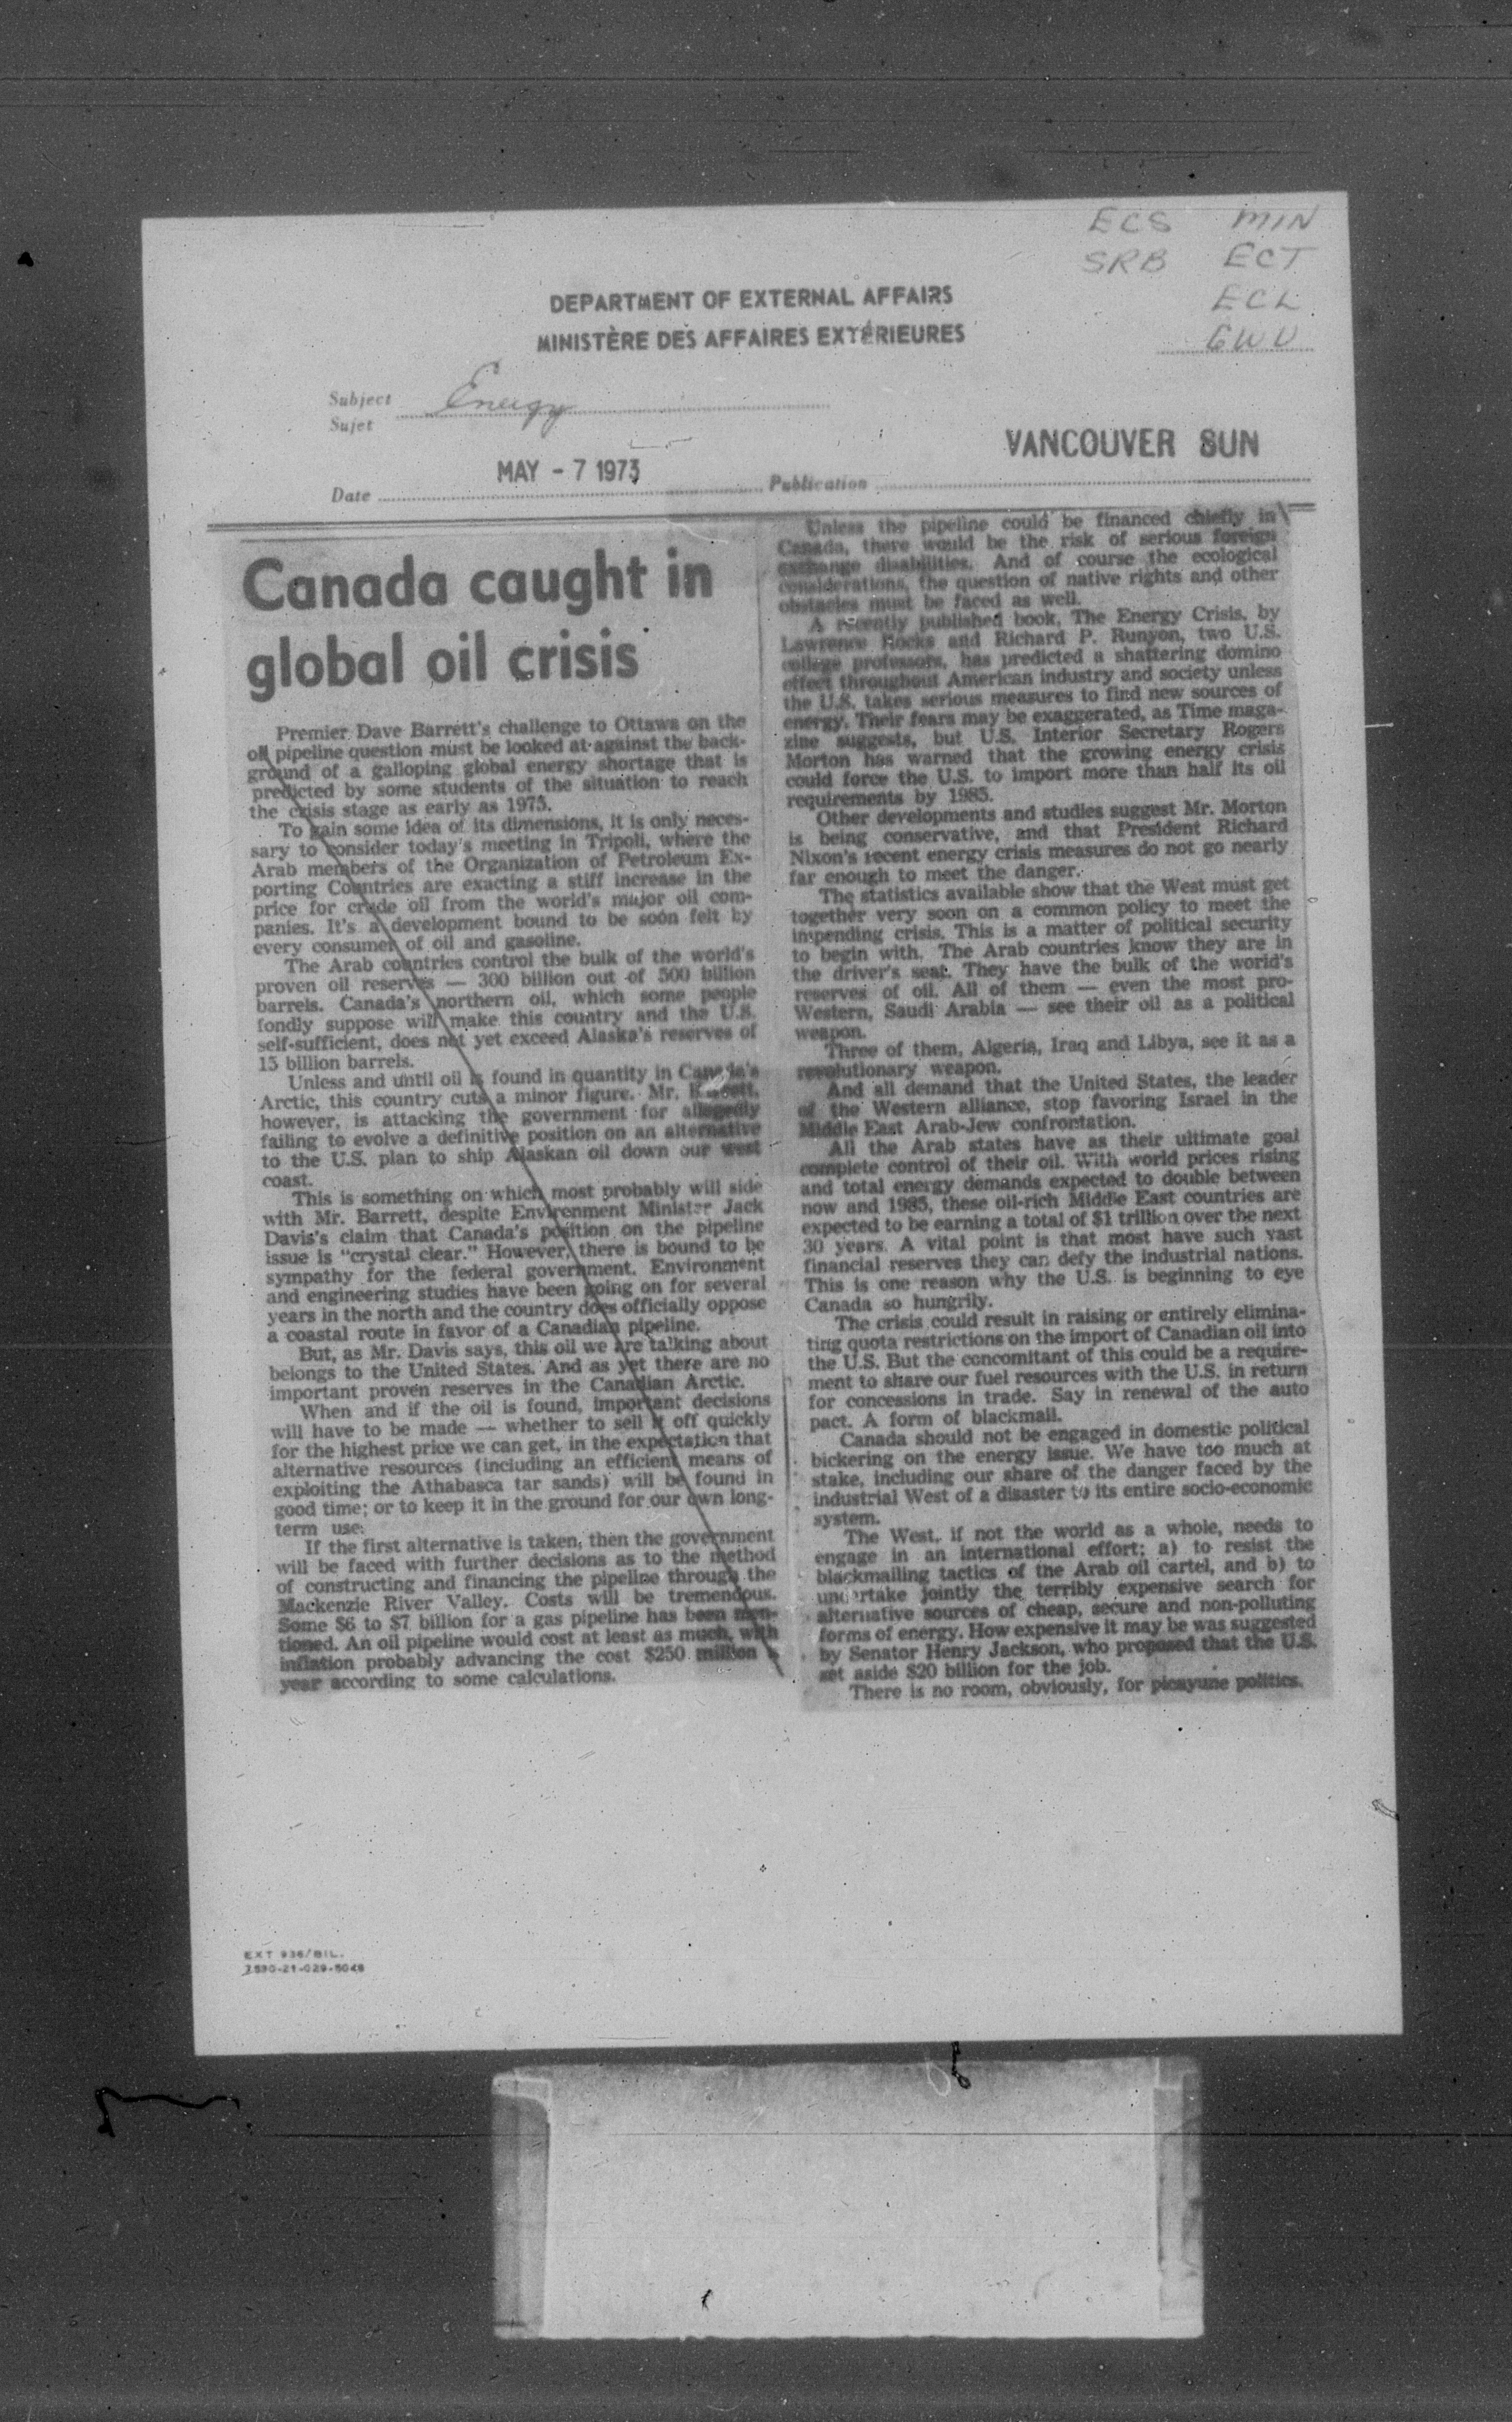 ECS MIN
SRB ECT
ECL
GWU
DEPARTMENT OF EXTERNAL AFFAIRS
MINISTÈRE DES AFFAIRES EXTÉRIEURES
Subject
Sujet
Energy
VANCOUVER SUN
MAY - 7 1973
Date
Publication
Canada caught in
global oil crisis
Premier Dave Barrett's challenge to Ottawa on the
oil pipeline question must be looked at against the back-
ground of a galloping global energy shortage that is
predicted by some students of the situation to reach
the crisis stage as early as 1975.
To gain some idea of its dimensions, it is only neces-
sary to consider today's meeting in Tripoli, where the
Arab members of the Organization of Petroleum Ex-
porting Countries are exacting a stiff increase in the
price for crude oil from the world's major oil com-
panies. It's a development bound to be soon felt by
every consumer of oil and gasoline.
The Arab countries control the bulk of the world's
proven oil reserves — 300 billion out of 500 billion
barrels. Canada's northern oil, which some people
fondly suppose will make this country and the U.S.
self-sufficient, does not yet exceed Alaska's reserves of
15 billion barrels.
Unless and until oil is found in quantity in Canada's
Arctic, this country cuts a minor figure. Mr. Barrett,
however, is attacking the government for allegedly
failing to evolve a definitive position on an alternative
to the U.S. plan to ship Alaskan oil down our west
coast.
This is something on which most probably will side
with Mr. Barrett, despite Environment Minister Jack
Davis's claim that Canada's position on the pipeline
issue is "crystal clear." However, there is bound to be
sympathy for the federal government. Environment
and engineering studies have been going on for several
years in the north and the country does officially oppose
a coastal route in favor of a Canadian pipeline.
But, as Mr. Davis says, this oil we are talking about
belongs to the United States. And as yet there are no
important proven reserves in the Canadian Arctic.
When and if the oil is found, important decisions
will have to be made — whether to sell it off quickly
for the highest price we can get, in the expectation that
alternative resources (including an efficient means of
exploiting the Athabasca tar sands) will be found in
good time; or to keep it in the ground for our own long-
term use.
If the first alternative is taken, then the government
will be faced with further decisions as to the method
of constructing and financing the pipeline through the
Mackenzie River Valley. Costs will be tremendous.
Some $6 to $7 billion for a gas pipeline has been men-
tioned. An oil pipeline would cost at least as much, with
inflation probably advancing the cost $250 million a
year according to some calculations.
Unless the pipeline could be financed chiefly in
Canada, there would be the risk of serious foreign
exchange disabilities. And of course the ecological
considerations, the question of native rights and other
obstacles must be faced as well.
A recently published book, The Energy Crisis, by
Lawrence Rocks and Richard P. Runyon, two U.S.
college professors, has predicted a shattering domino
effect throughout American industry and society unless
the U.S. takes serious measures to find new sources of
energy. Their fears may be exaggerated, as Time maga-
zine suggests, but U.S. Interior Secretary Rogers
Morton has warned that the growing energy crisis
could force the U.S. to import more than half its oil
requirements by 1985.
Other developments and studies suggest Mr. Morton
is being conservative, and that President Richard
Nixon's recent energy crisis measures do not go nearly
far enough to meet the danger.
The statistics available show that the West must get
together very soon on a common policy to meet the
impending crisis. This is a matter of political security
to begin with. The Arab countries know they are in
the driver's seat. They have the bulk of the world's
reserves of oil. All of them — even the most pro-
Western, Saudi Arabia — see their oil as a political
weapon.
Three of them, Algeria, Iraq and Libya, see it as a
revolutionary weapon.
And all demand that the United States, the leader
of the Western alliance, stop favoring Israel in the
Middle East Arab-Jew confrontation.
All the Arab states have as their ultimate goal
complete control of their oil. With world prices rising
and total energy demands expected to double between
now and 1985, these oil-rich Middle East countries are
expected to be earning a total of $1 trillion over the next
30 years. A vital point is that most have such vast
financial reserves they can defy the industrial nations.
This is one reason why the U.S. is beginning to eye
Canada so hungrily.
The crisis could result in raising or entirely elimina-
ting quota restrictions on the import of Canadian oil into
the U.S. But the concomitant of this could be a require-
ment to share our fuel resources with the U.S. in return
for concessions in trade. Say in renewal of the auto
pact. A form of blackmail.
Canada should not be engaged in domestic political
bickering on the energy issue. We have too much at
stake, including our share of the danger faced by the
industrial West of a disaster to its entire socio-economic
system.
The West, if not the world as a whole, needs to
engage in an international effort: a) to resist the
blackmailing tactics of the Arab oil cartel, and b) to
undertake jointly the terribly expensive search for
alternative sources of cheap, secure and non-polluting
forms of energy. How expensive it may be was suggested
by Senator Henry Jackson, who proposed that the U.S.
set aside $20 billion for the job.
There is no room, obviously, for picayune politics.
EXT 936/BIL.
7530-21-029-5048